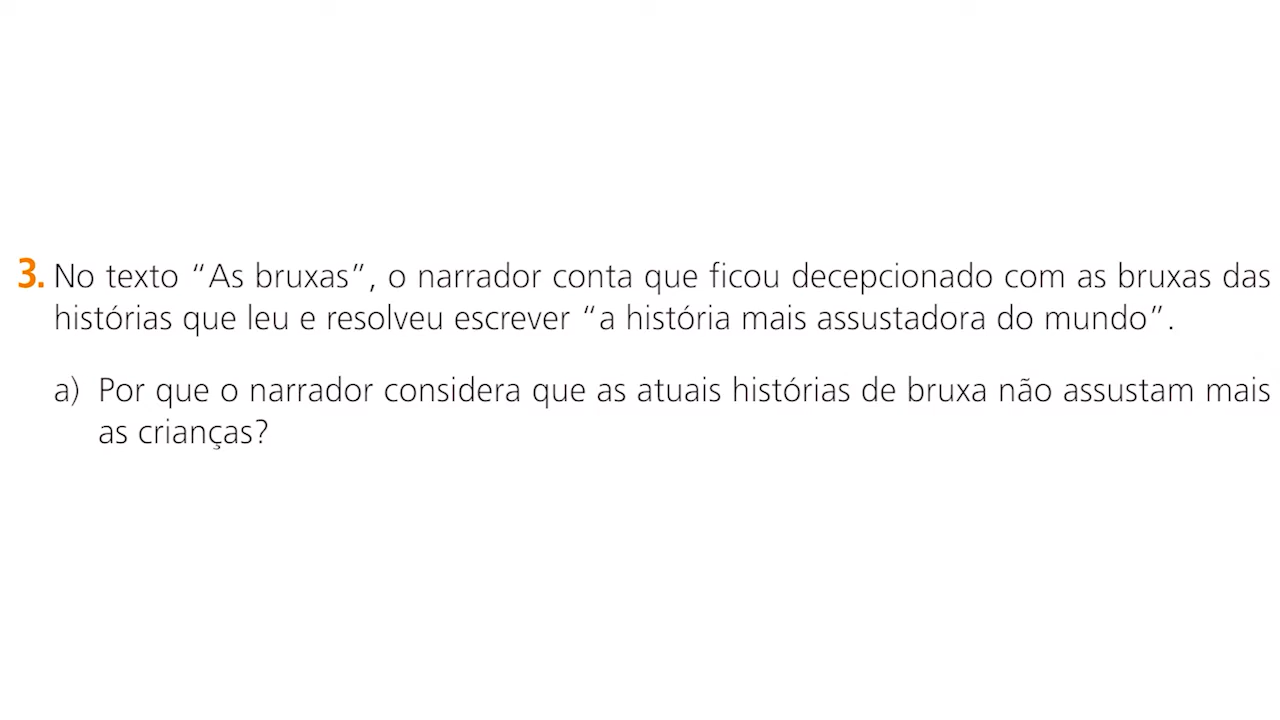 3. No texto “As bruxas”, o narrador conta que ficou decepcionado com as bruxas das
histórias que leu e resolveu escrever “a história mais assustadora do mundo”.
a) Por que o narrador considera que as atuais histórias de bruxa não assustam mais
as crianças?